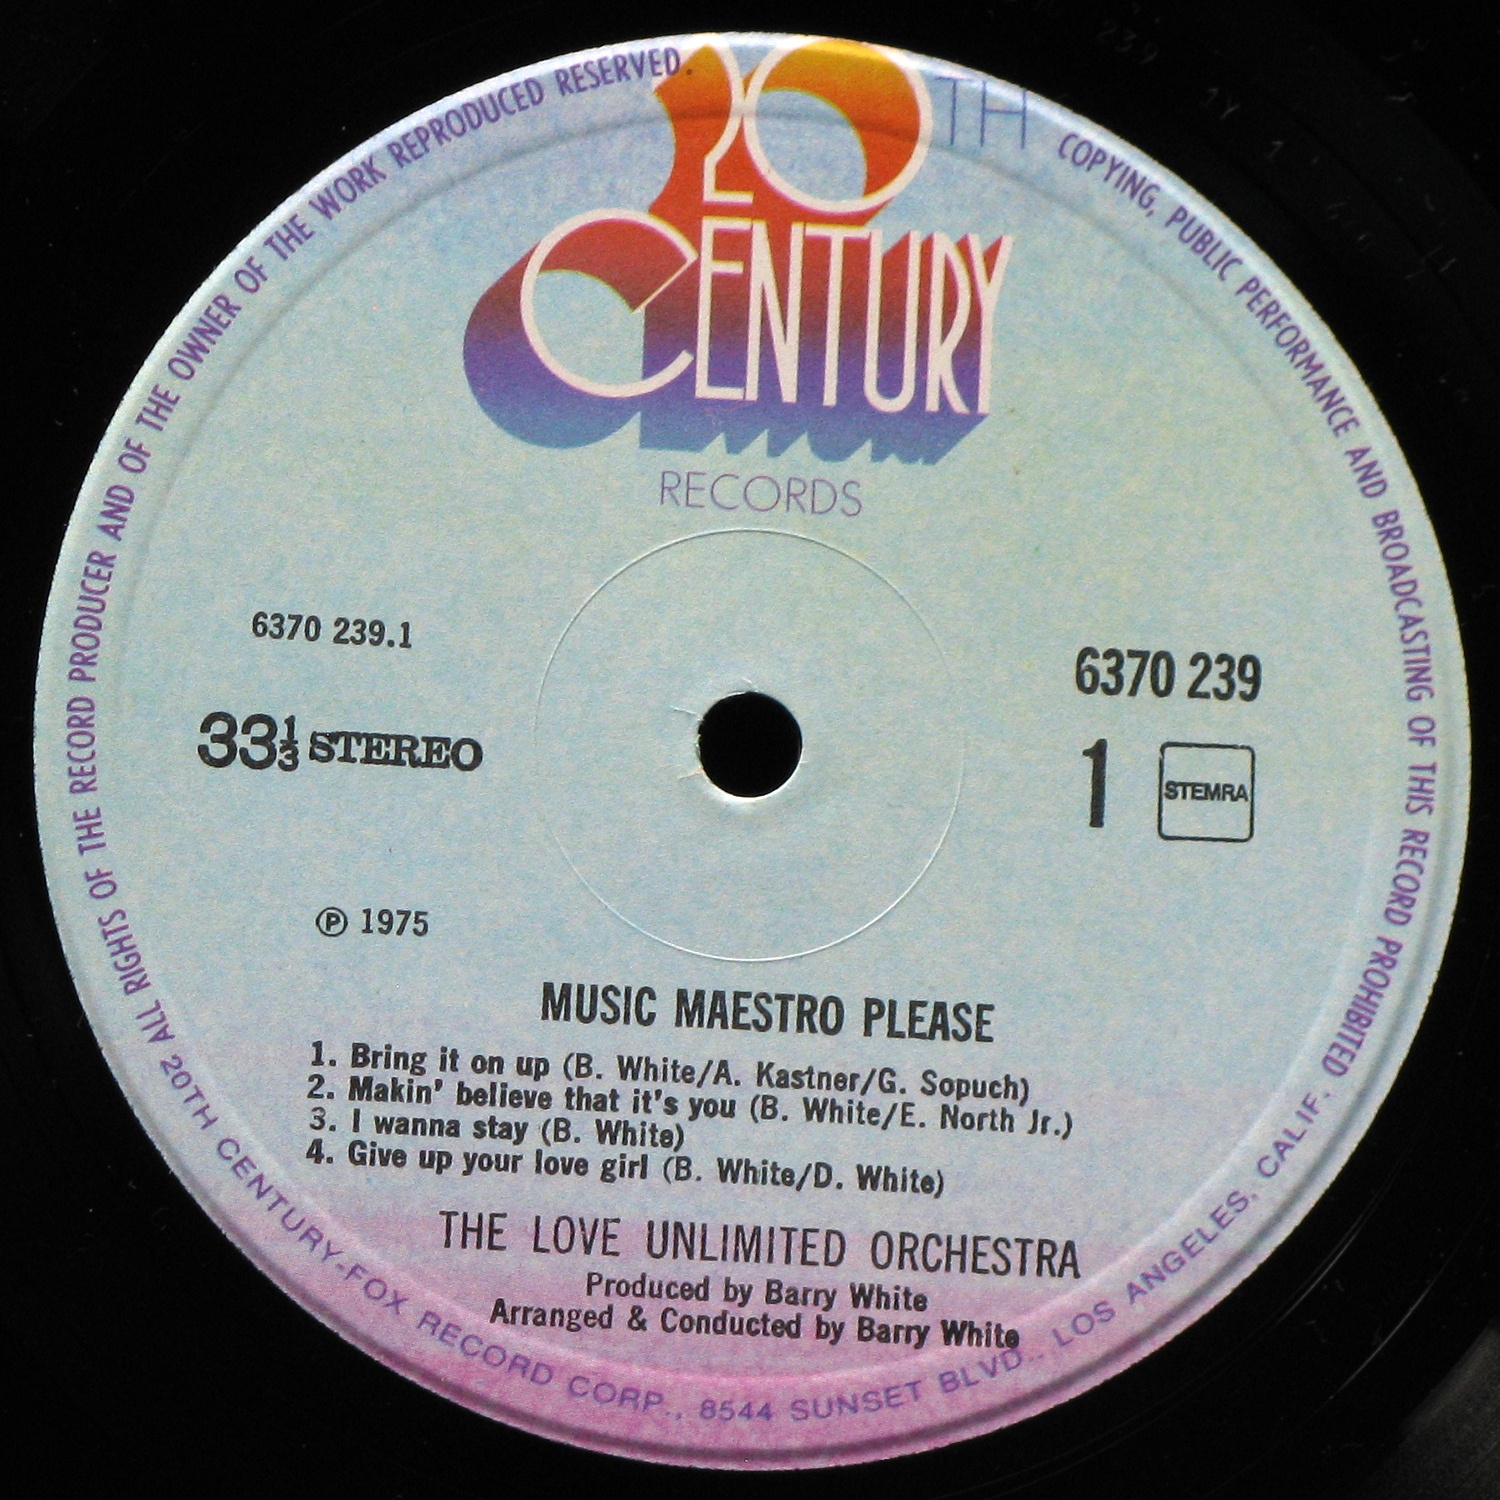 20TH
CENTURY
RECORDS
6370 239.1
33⅓ STEREO
6370 239
1
STEMRA
℗ 1975
MUSIC MAESTRO PLEASE
1. Bring it on up (B. White/A. Kastner/G. Sopuch)
2. Makin' believe that it's you (B. White/E. North Jr.)
3. I wanna stay (B. White)
4. Give up your love girl (B. White/D. White)
THE LOVE UNLIMITED ORCHESTRA
Produced by Barry White
Arranged & Conducted by Barry White
ALL RIGHTS OF THE RECORD PRODUCER AND OF THE OWNER OF THE WORK REPRODUCED RESERVED.
COPYING, PUBLIC PERFORMANCE AND BROADCASTING OF THIS RECORD PROHIBITED
20TH CENTURY-FOX RECORD CORP., 8544 SUNSET BLVD., LOS ANGELES, CALIF.